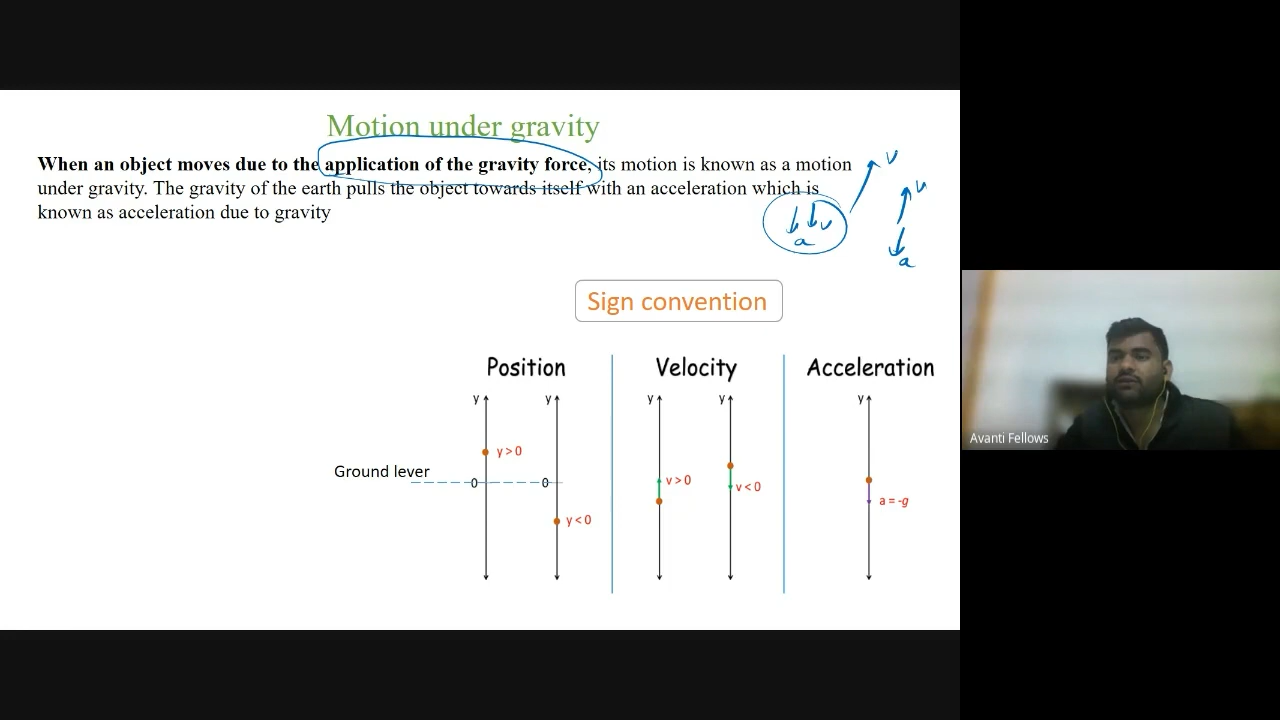 Motion under gravity
When an object moves due to the application of the gravity force, its motion is known as a motion
under gravity. The gravity of the earth pulls the object towards itself with an acceleration which is
known as acceleration due to gravity
v
u
v
a
a
Sign convention
Position Velocity Acceleration
y y y y y
y > 0
Ground lever
0 0
v > 0
v < 0
a = -g
y < 0
Avanti Fellows